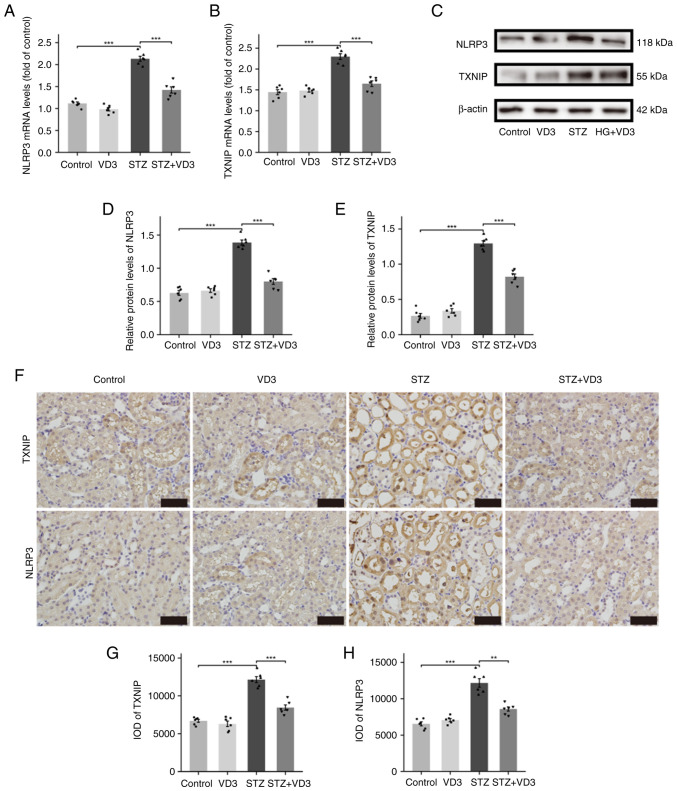 A
NLRP3 mRNA levels (fold of control)
2.5
2.0
1.5
1.0
0.5
0.0
***
***
Control VD3 STZ STZ+VD3
B
TXNIP mRNA levels (fold of control)
2.5
2.0
1.5
1.0
0.5
0.0
***
***
Control VD3 STZ STZ+VD3
C
NLRP3 118 kDa
TXNIP 55 kDa
β-actin 42 kDa
Control VD3 STZ HG+VD3
D
Relative protein levels of NLRP3
1.5
1.0
0.5
0.0
***
***
Control VD3 STZ STZ+VD3
E
Relative protein levels of TXNIP
1.5
1.0
0.5
0.0
***
***
Control VD3 STZ STZ+VD3
F
Control VD3 STZ STZ+VD3
TXNIP
NLRP3
G
IOD of TXNIP
15000
10000
5000
0
***
***
Control VD3 STZ STZ+VD3
H
IOD of NLRP3
15000
10000
5000
0
***
**
Control VD3 STZ STZ+VD3